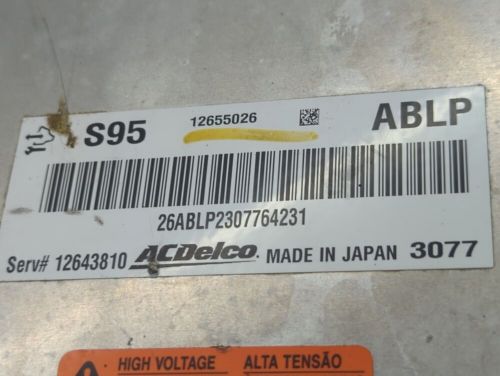 S95 12655026 ABLP
26ABLP2307764231
Serv# 12643810 ACDelco MADE IN JAPAN 3077
HIGH VOLTAGE ALTA TENSÃO